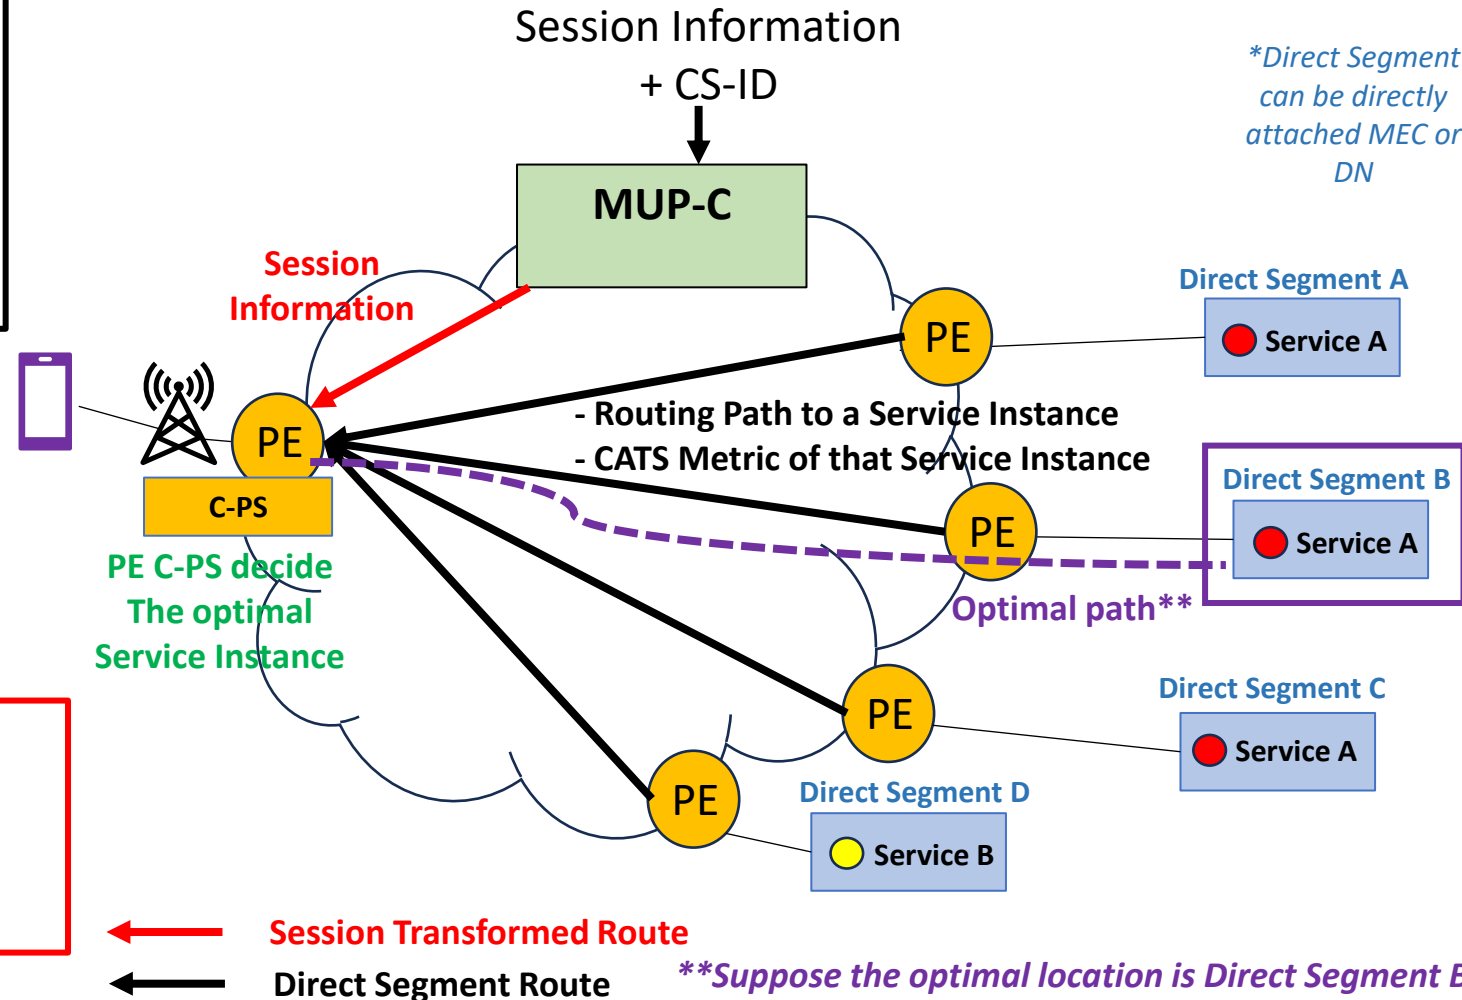 Session Information
+ CS-ID
*Direct Segment
can be directly
attached MEC or
DN
MUP-C
Session
Information
Direct Segment A
Service A
PE
PE
- Routing Path to a Service Instance
- CATS Metric of that Service Instance
C-PS
PE C-PS decide
The optimal
Service Instance
PE
Direct Segment B
Service A
Optimal path**
PE
Direct Segment C
Service A
PE
Direct Segment D
Service B
Session Transformed Route
Direct Segment Route
**Suppose the optimal location is Direct Segment B